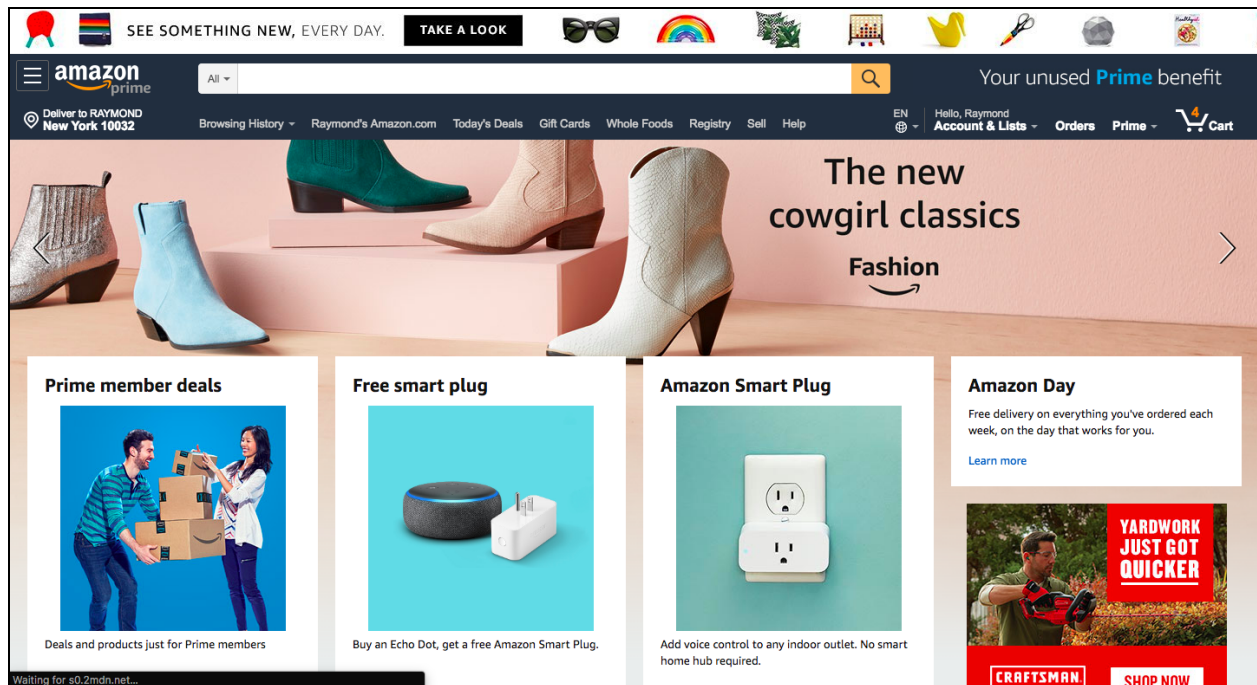 SEE SOMETHING NEW, EVERY DAY.
TAKE A LOOK
amazon
prime
All
Your unused Prime benefit
Deliver to RAYMOND
New York 10032
Browsing History
Raymond's Amazon.com
Today's Deals
Gift Cards
Whole Foods
Registry
Sell
Help
EN
Hello, Raymond
Account & Lists
Orders
Prime
4
Cart
The new
cowgirl classics
Fashion
Prime member deals
Deals and products just for Prime members
Free smart plug
Buy an Echo Dot, get a free Amazon Smart Plug.
Amazon Smart Plug
Add voice control to any indoor outlet. No smart
home hub required.
Amazon Day
Free delivery on everything you've ordered each
week, on the day that works for you.
Learn more
YARDWORK
JUST GOT
QUICKER
CRAFTSMAN.
SHOP NOW
Waiting for s0.2mdn.net...